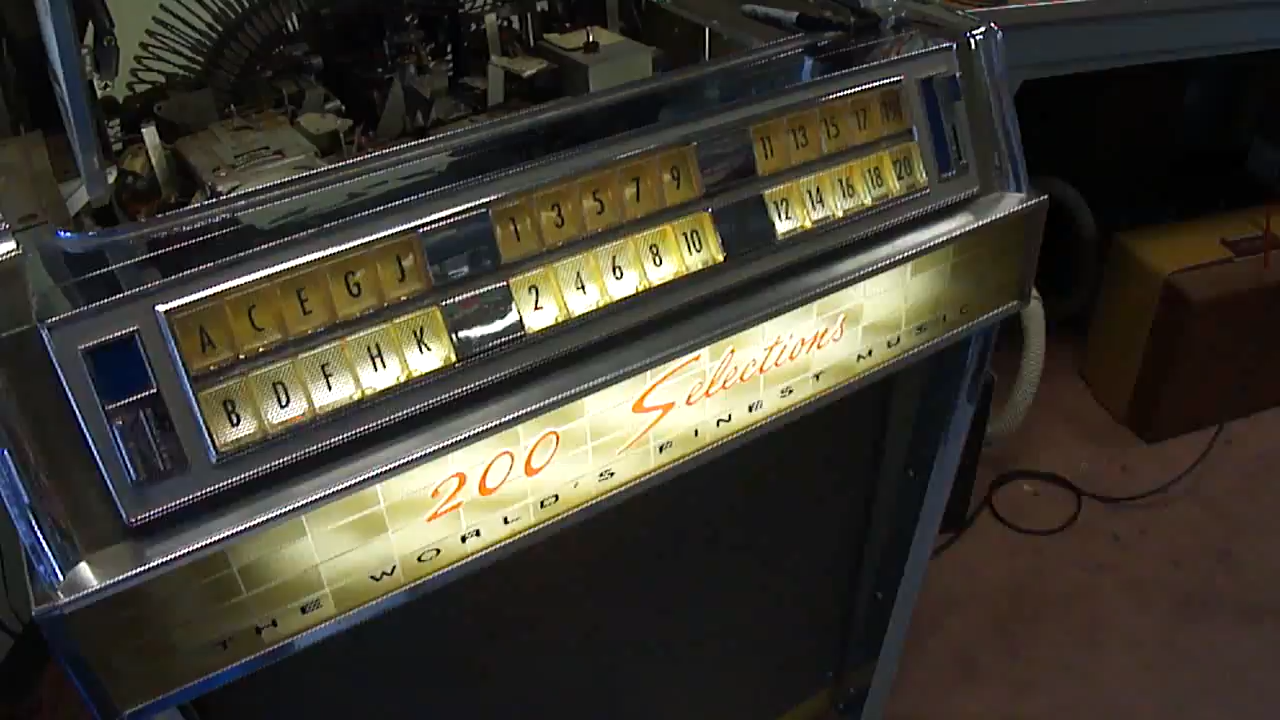 A C E G J 1 3 5 7 9 11 13 15 17 19
B D F H K 2 4 6 8 10 12 14 16 18 20
200 Selections
THE WORLD'S FINEST MUSIC